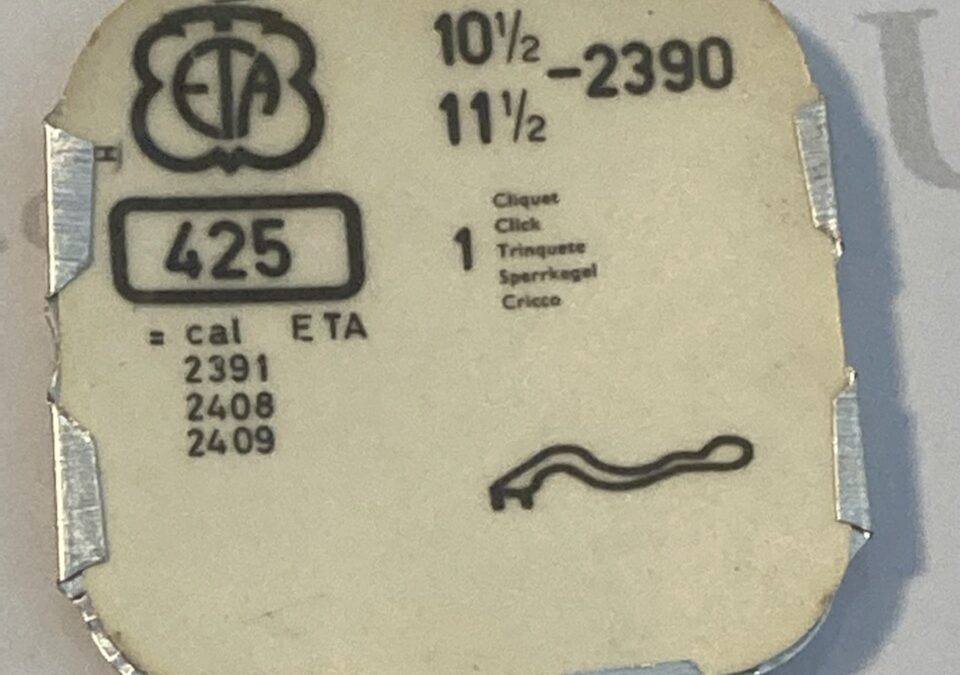 ETA
10½
11½
-2390
H
425
1
Cliquet
Click
Trinquete
Sperrkegel
Cricco
= cal ETA
2391
2408
2409
U